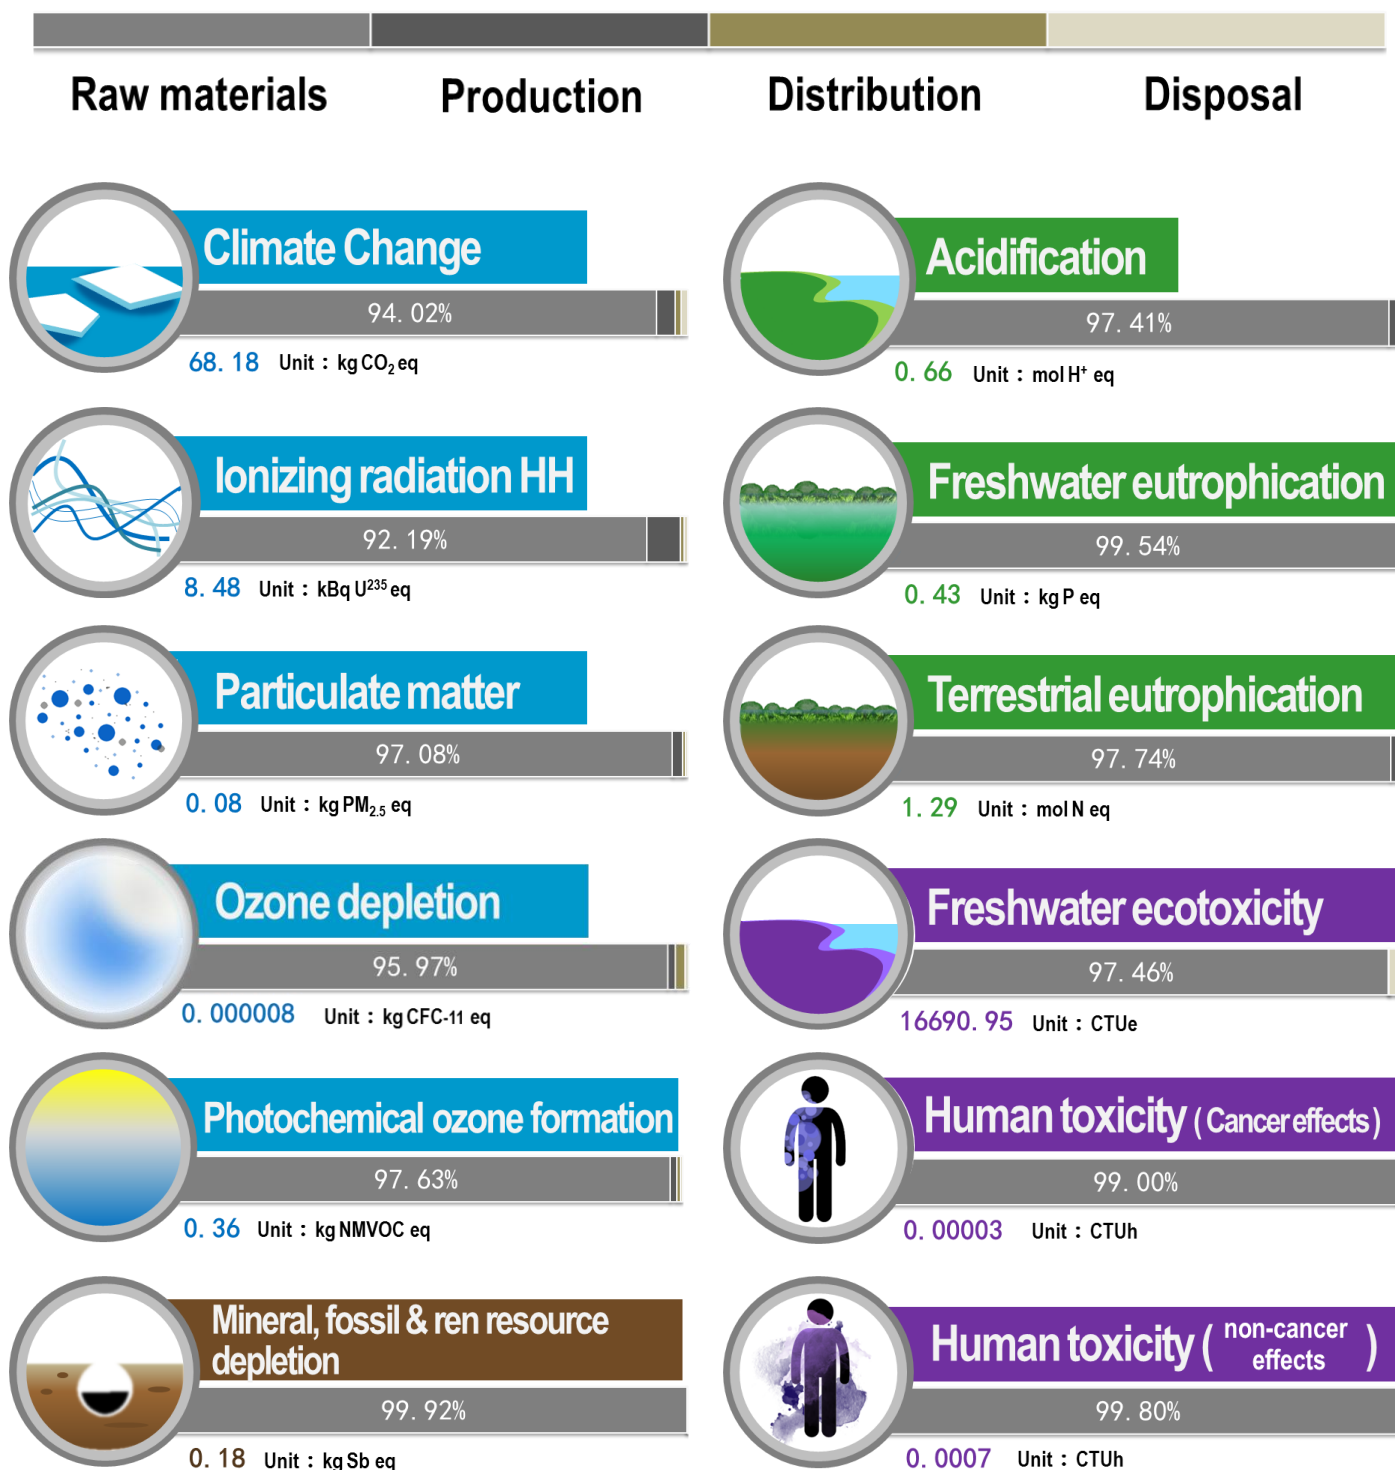 Raw materials
Production
Distribution
Disposal
Climate Change
94.02%
68.18 Unit : kg CO₂ eq
Ionizing radiation HH
92.19%
8.48 Unit : kBq U²³⁵ eq
Particulate matter
97.08%
0.08 Unit : kg PM₂.₅ eq
Ozone depletion
95.97%
0.000008 Unit : kg CFC-11 eq
Photochemical ozone formation
97.63%
0.36 Unit : kg NMVOC eq
Mineral, fossil & ren resource
depletion
99.92%
0.18 Unit : kg Sb eq
Acidification
97.41%
0.66 Unit : mol H⁺ eq
Freshwater eutrophication
99.54%
0.43 Unit : kg P eq
Terrestrial eutrophication
97.74%
1.29 Unit : mol N eq
Freshwater ecotoxicity
97.46%
16690.95 Unit : CTUe
Human toxicity ( Cancer effects )
99.00%
0.00003 Unit : CTUh
Human toxicity ( non-cancer
effects )
99.80%
0.0007 Unit : CTUh